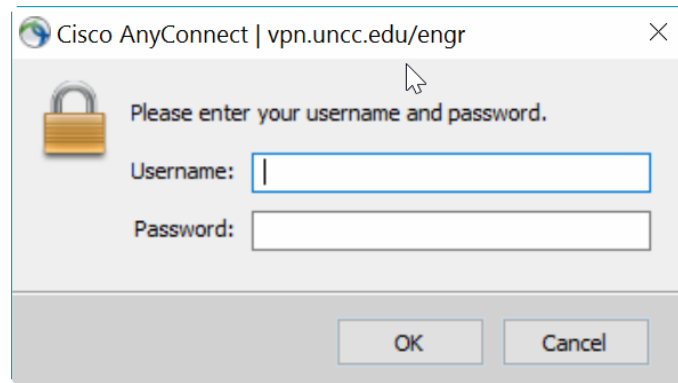 Cisco AnyConnect | vpn.uncc.edu/engr
Please enter your username and password.
Username:
Password:
OK Cancel